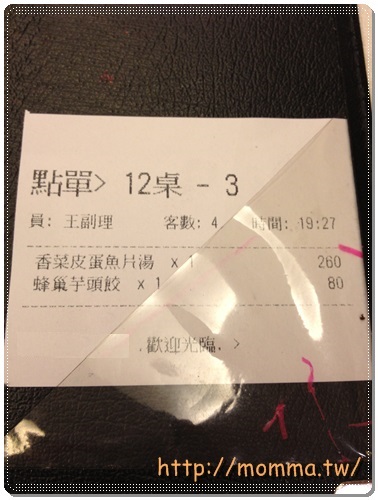 點單> 12桌 - 3
員: 王副理 客數: 4 時間: 19:27
香菜皮蛋魚片湯 x 1 260
蜂巢芋頭餃 x 1 80
.歡迎光臨. >
http://momma.tw/